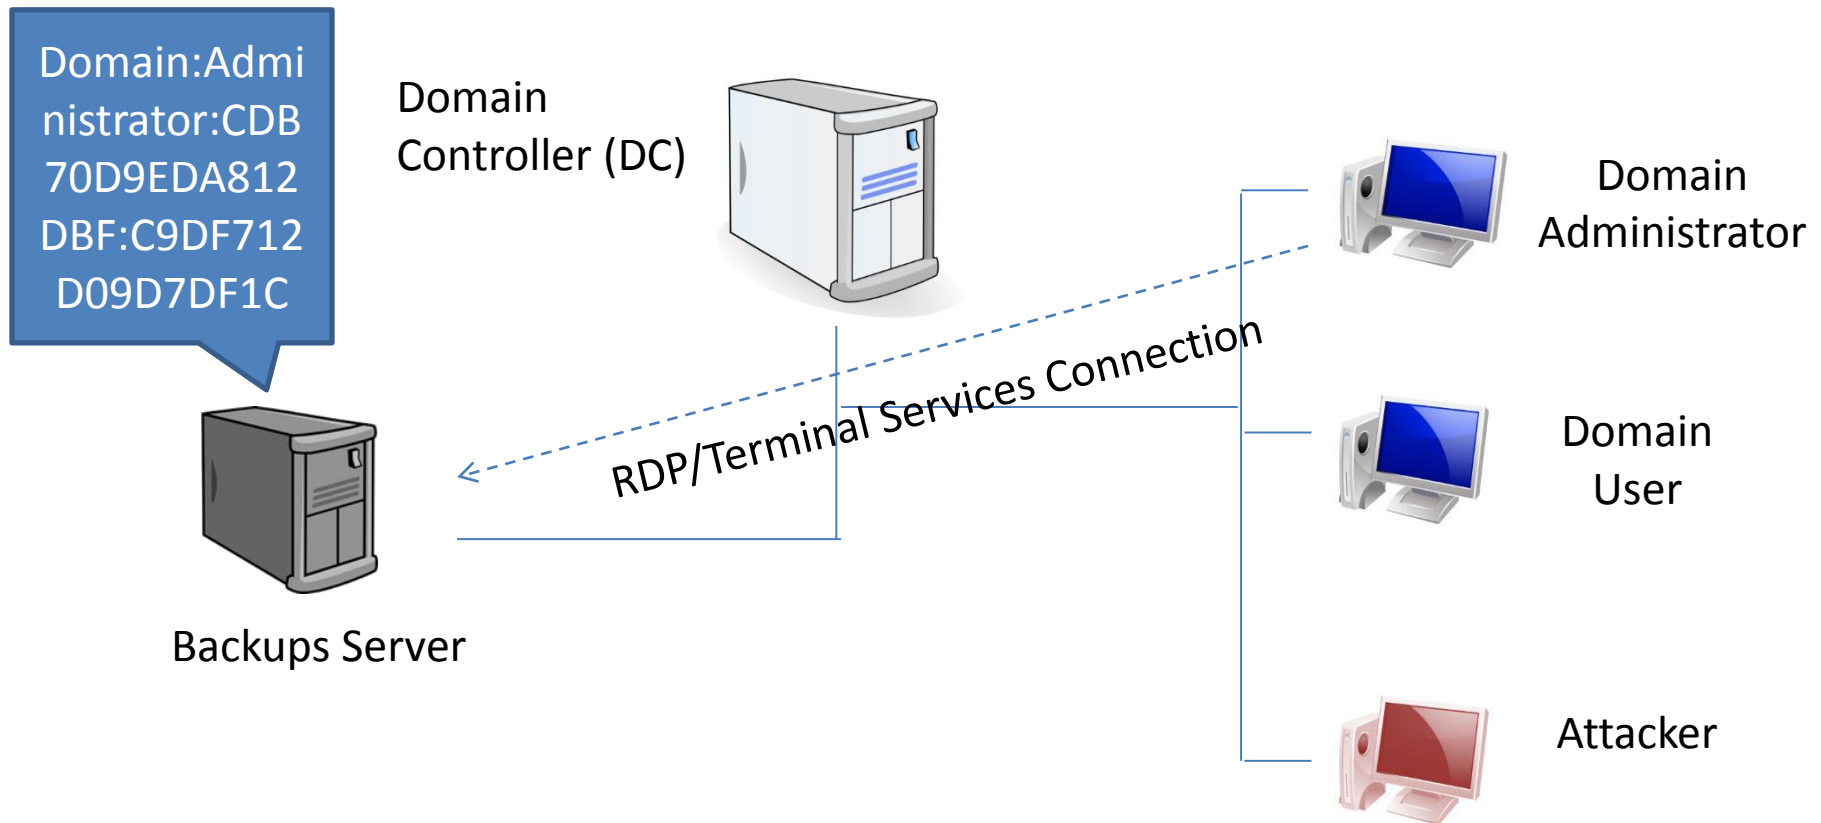 Domain:Admi
nistrator:CDB
70D9EDA812
DBF:C9DF712
D09D7DF1C
Domain
Controller (DC)
Domain
Administrator
RDP/Terminal Services Connection
Domain
User
Backups Server
Attacker